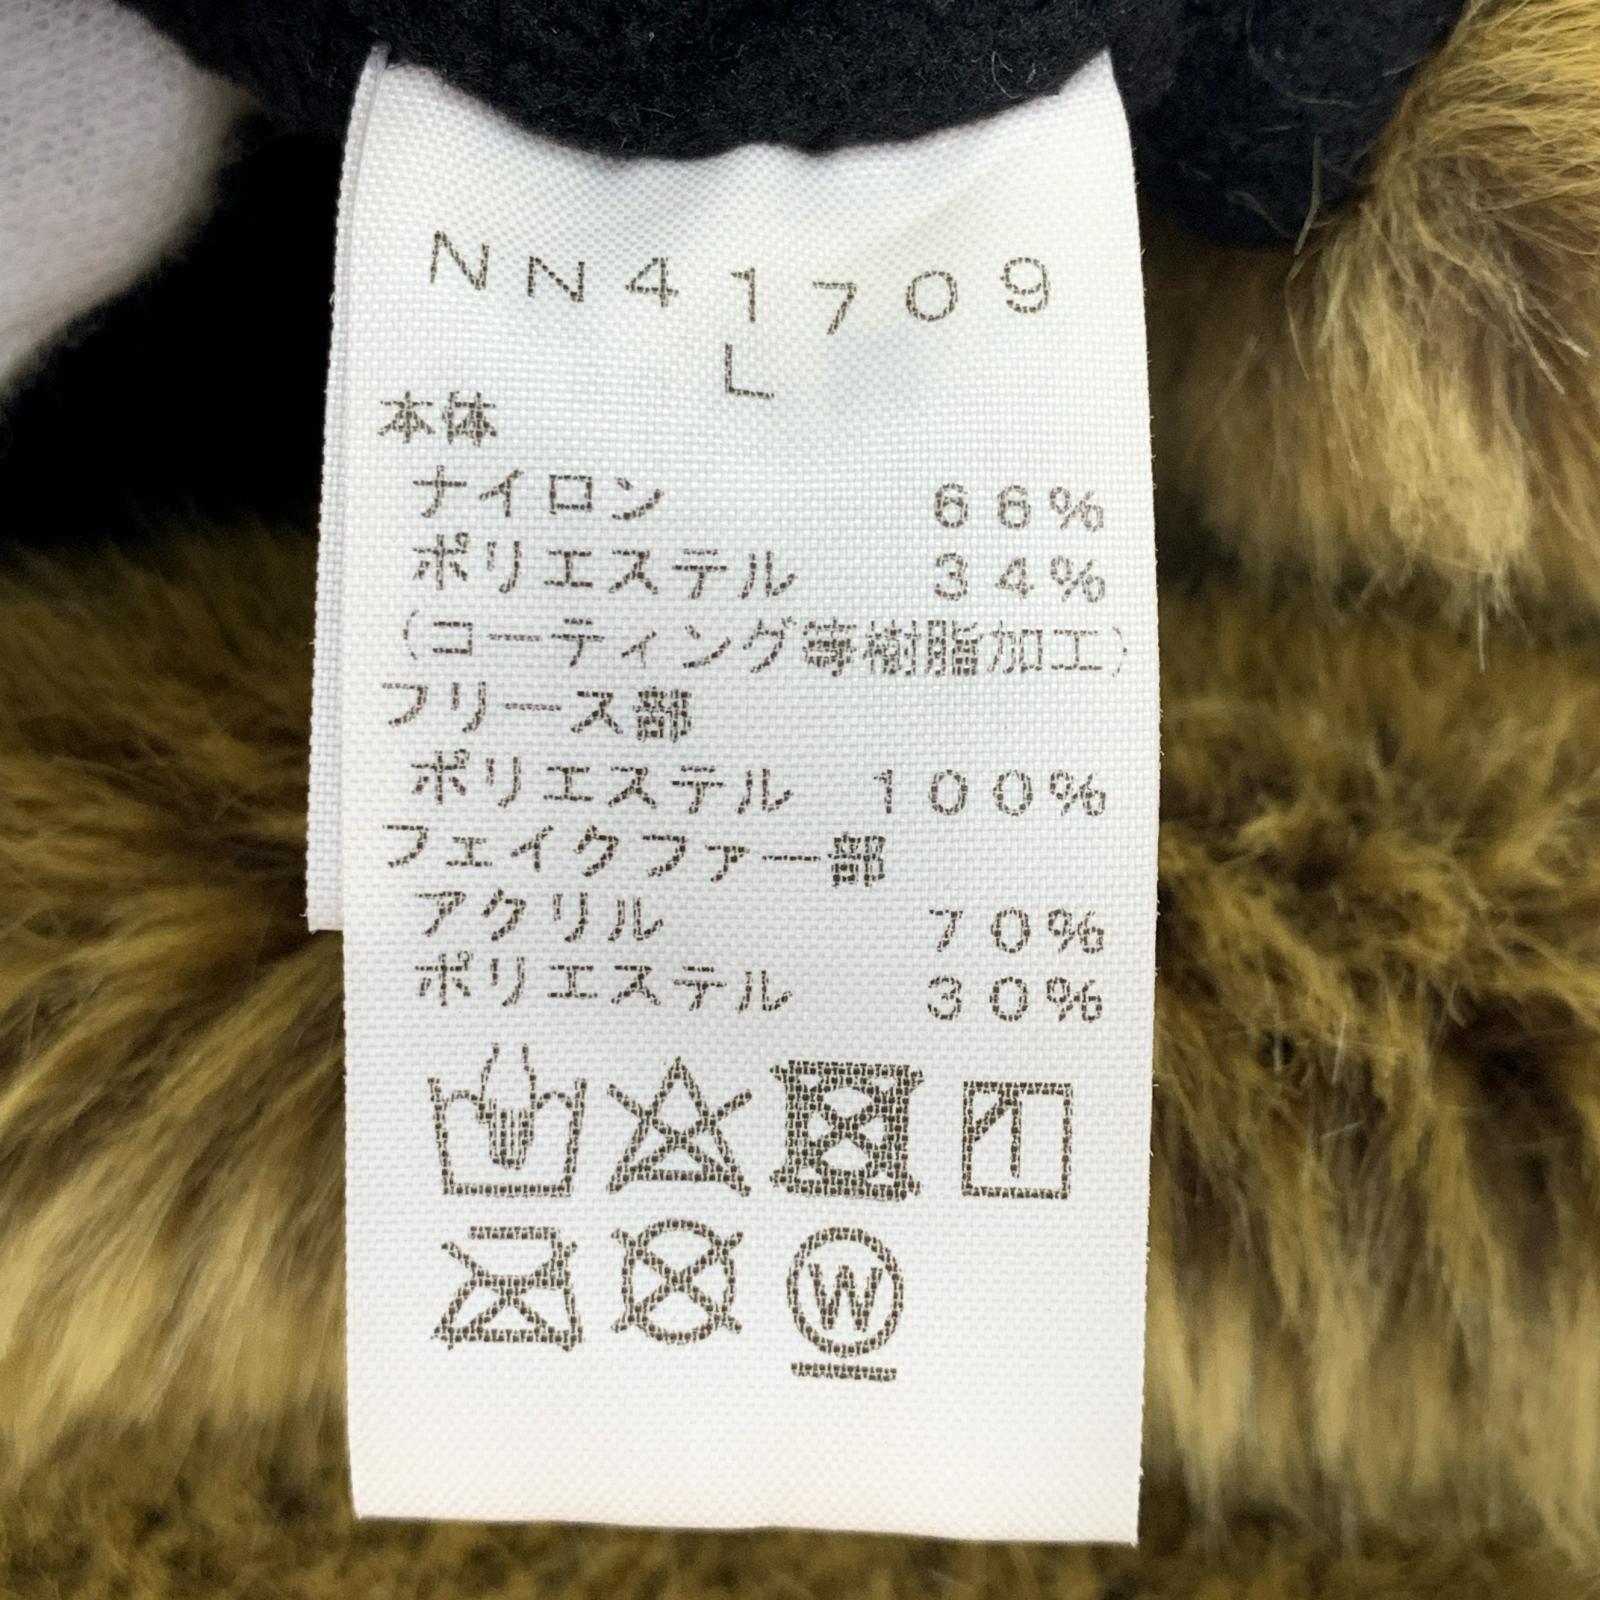 NN41709
L
本体
ナイロン 66%
ポリエステル 34%
(コーティング等樹脂加工)
フリース部
ポリエステル 100%
フェイクファー部
アクリル 70%
ポリエステル 30%
W